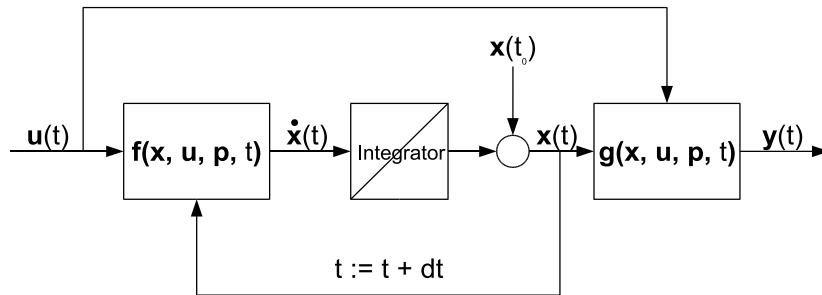 x(t₀)
u(t)
f(x, u, p, t)
ẋ(t)
Integrator
x(t)
g(x, u, p, t)
y(t)
t := t + dt